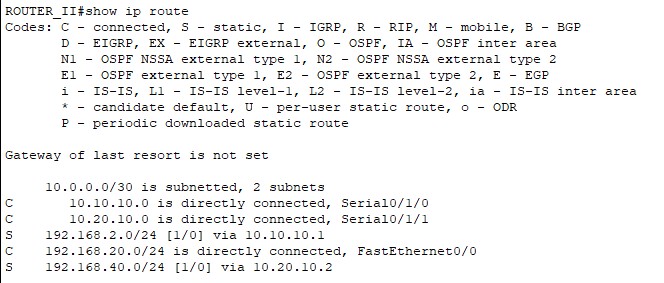 ROUTER_II#show ip route
Codes: C - connected, S - static, I - IGRP, R - RIP, M - mobile, B - BGP
       D - EIGRP, EX - EIGRP external, O - OSPF, IA - OSPF inter area
       N1 - OSPF NSSA external type 1, N2 - OSPF NSSA external type 2
       E1 - OSPF external type 1, E2 - OSPF external type 2, E - EGP
       i - IS-IS, L1 - IS-IS level-1, L2 - IS-IS level-2, ia - IS-IS inter area
       * - candidate default, U - per-user static route, o - ODR
       P - periodic downloaded static route

Gateway of last resort is not set

     10.0.0.0/30 is subnetted, 2 subnets
C       10.10.10.0 is directly connected, Serial0/1/0
C       10.20.10.0 is directly connected, Serial0/1/1
S    192.168.2.0/24 [1/0] via 10.10.10.1
C    192.168.20.0/24 is directly connected, FastEthernet0/0
S    192.168.40.0/24 [1/0] via 10.20.10.2